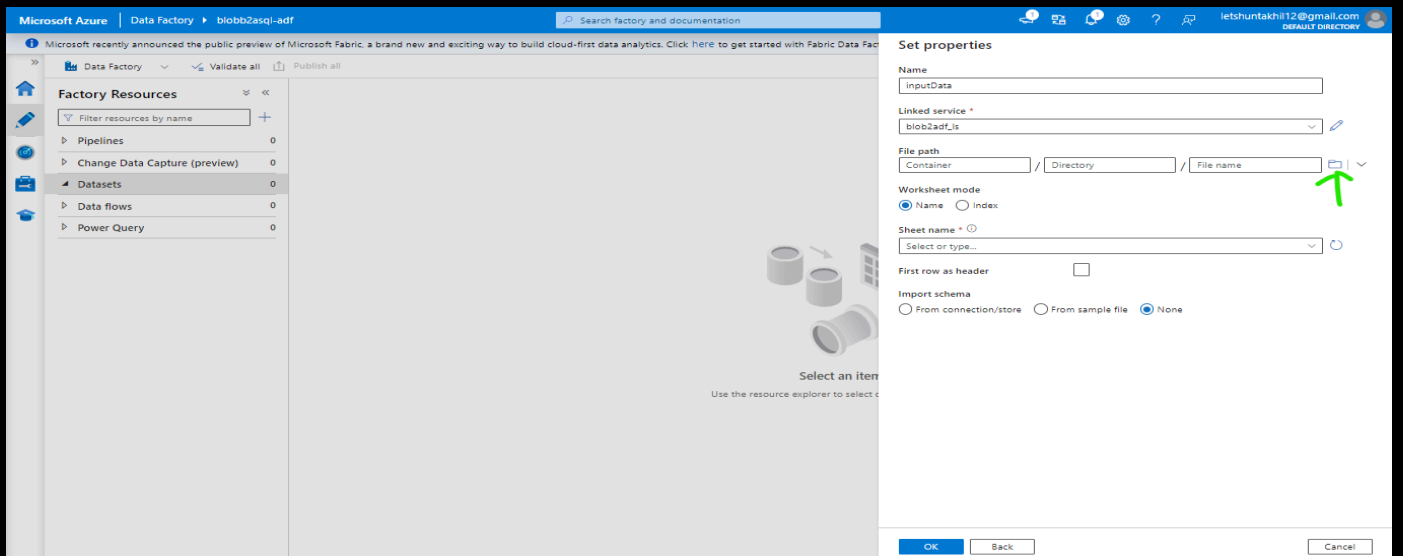 Microsoft Azure Data Factory blobb2asql-adf Search factory and documentation 1 1 letshuntakhil12@gmail.com
DEFAULT DIRECTORY
Microsoft recently announced the public preview of Microsoft Fabric, a brand new and exciting way to build cloud-first data analytics. Click here to get started with Fabric Data Fact
Data Factory Validate all Publish all
Factory Resources
Filter resources by name
Pipelines 0
Change Data Capture (preview) 0
Datasets 0
Data flows 0
Power Query 0
Select an item
Use the resource explorer to select
Set properties
Name
inputData
Linked service *
blob2adf_ls
File path
Container / Directory / File name
Worksheet mode
Name Index
Sheet name *
Select or type...
First row as header
Import schema
From connection/store From sample file None
OK Back Cancel